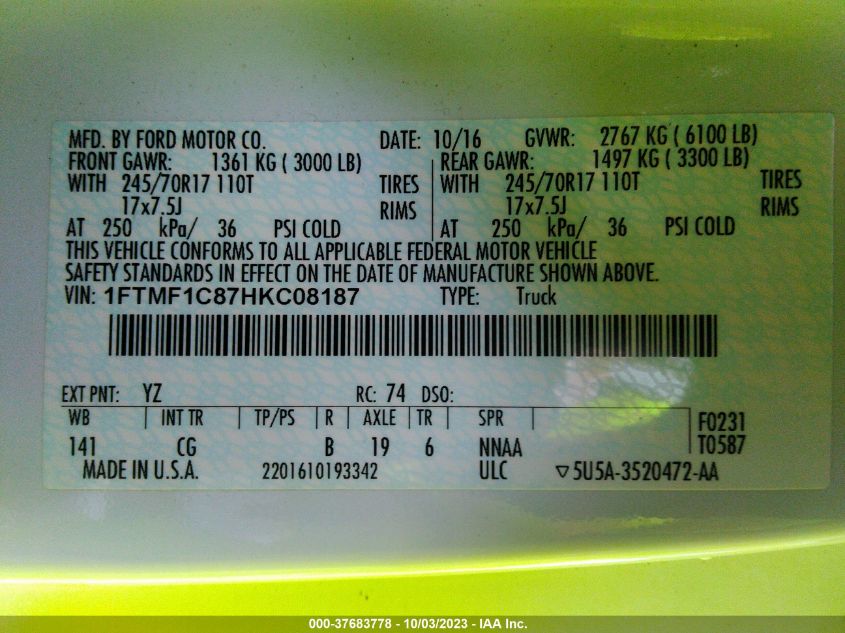 MFD. BY FORD MOTOR CO. DATE: 10/16 GVWR: 2767 KG ( 6100 LB)
FRONT GAWR: 1361 KG ( 3000 LB) REAR GAWR: 1497 KG ( 3300 LB)
WITH 245/70R17 110T TIRES WITH 245/70R17 110T TIRES
17x7.5J RIMS 17x7.5J RIMS
AT 250 kPa/ 36 PSI COLD AT 250 kPa/ 36 PSI COLD
THIS VEHICLE CONFORMS TO ALL APPLICABLE FEDERAL MOTOR VEHICLE
SAFETY STANDARDS IN EFFECT ON THE DATE OF MANUFACTURE SHOWN ABOVE.
VIN: 1FTMF1C87HKC08187 TYPE: Truck
EXT PNT: YZ RC: 74 DSO:
WB INT TR TP/PS R AXLE TR SPR F0231
141 CG B 19 6 NNAA T0587
MADE IN U.S.A. 2201610193342 ULC ▽5U5A-3520472-AA
000-37683778 - 10/03/2023 - IAA Inc.